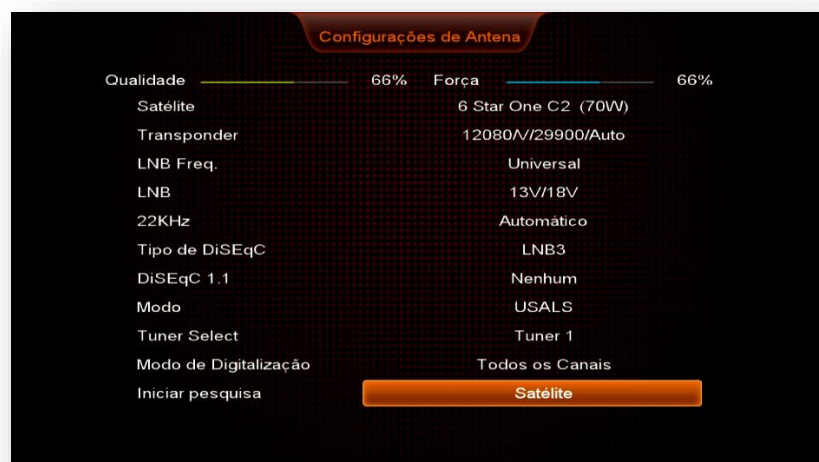 Configurações de Antena
Qualidade 66% Força 66%
Satélite 6 Star One C2 (70W)
Transponder 12080/V/29900/Auto
LNB Freq. Universal
LNB 13V/18V
22KHz Automático
Tipo de DiSEqC LNB3
DiSEqC 1.1 Nenhum
Modo USALS
Tuner Select Tuner 1
Modo de Digitalização Todos os Canais
Iniciar pesquisa Satélite